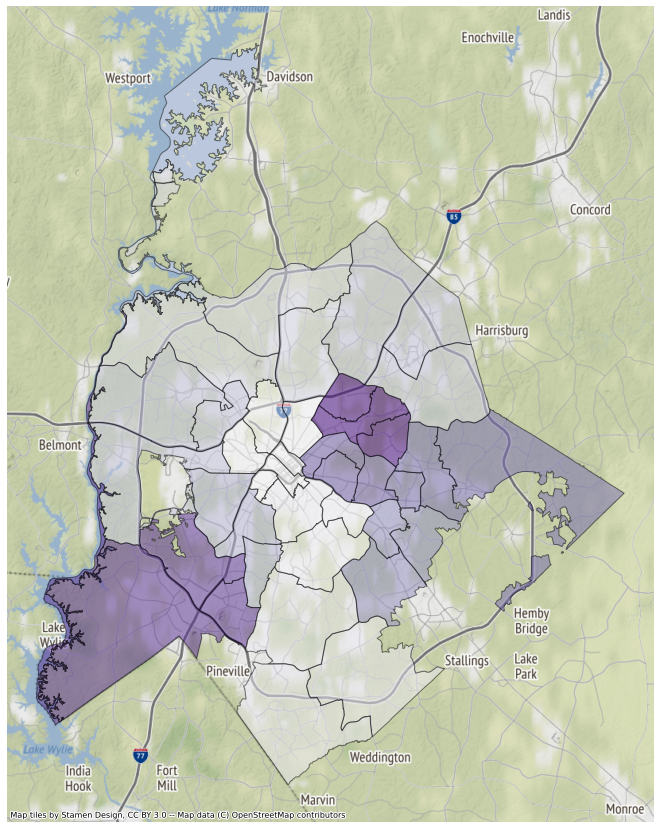 Lake Norman
Landis
Enochville
Westport
Davidson
Concord
85
Harrisburg
Belmont
Hemby
Bridge
Lake
Wylie
Stallings
Lake
Park
Pineville
Lake Wylie
77
Weddington
India
Hook
Fort
Mill
Marvin
Monroe
Map tiles by Stamen Design, CC BY 3.0 -- Map data (C) OpenStreetMap contributors